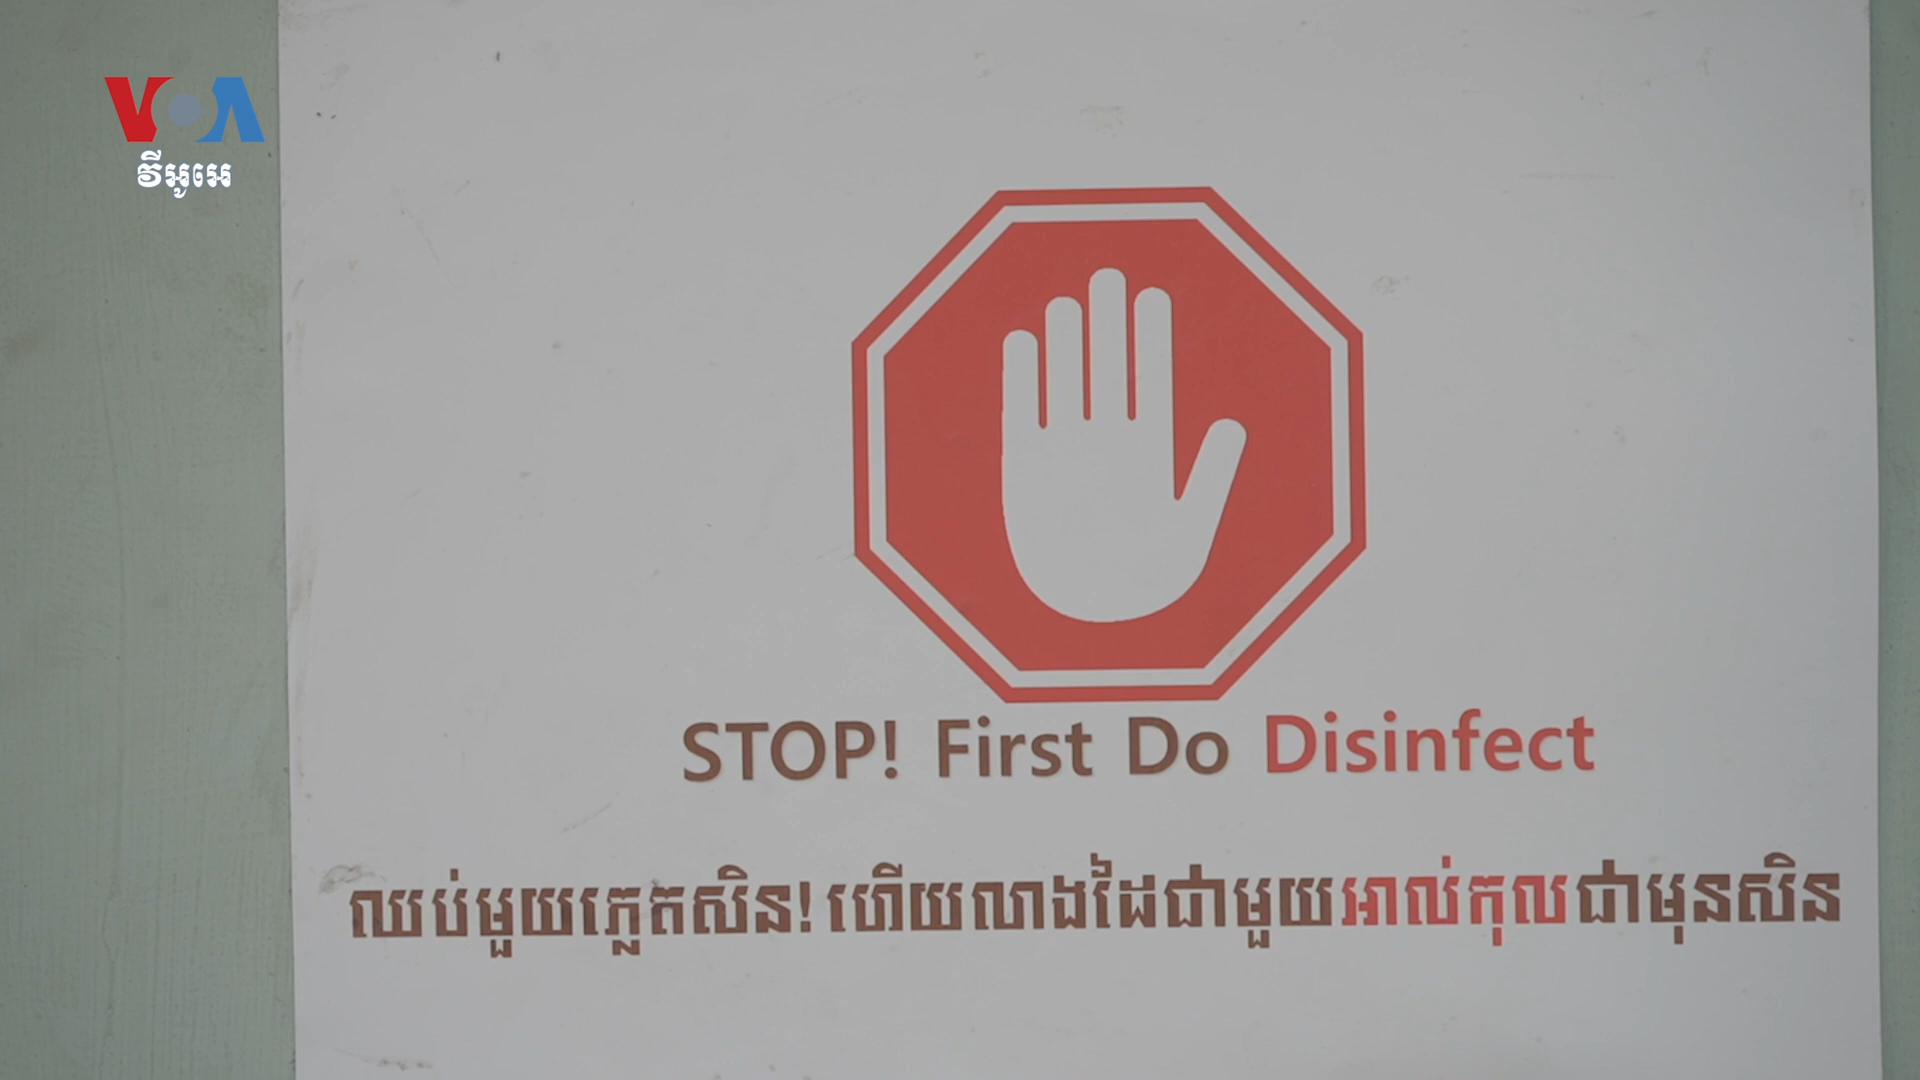 VOA
វីអូអេ
STOP! First Do Disinfect
ឈប់មួយភ្លេតសិន! ហើយលាងដៃជាមួយអាល់កុលជាមុនសិន